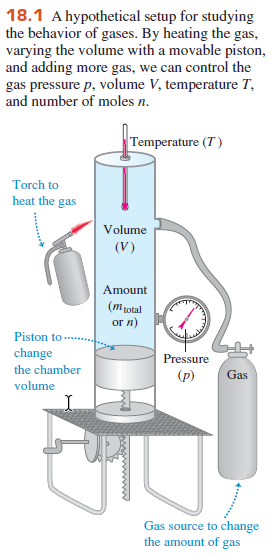 18.1 A hypothetical setup for studying
the behavior of gases. By heating the gas,
varying the volume with a movable piston,
and adding more gas, we can control the
gas pressure p, volume V, temperature T,
and number of moles n.
Temperature (T)
Torch to
heat the gas
Volume
(V)
Amount
(m total
or n)
Piston to
change
the chamber
volume
Pressure
(p)
Gas
Gas source to change
the amount of gas